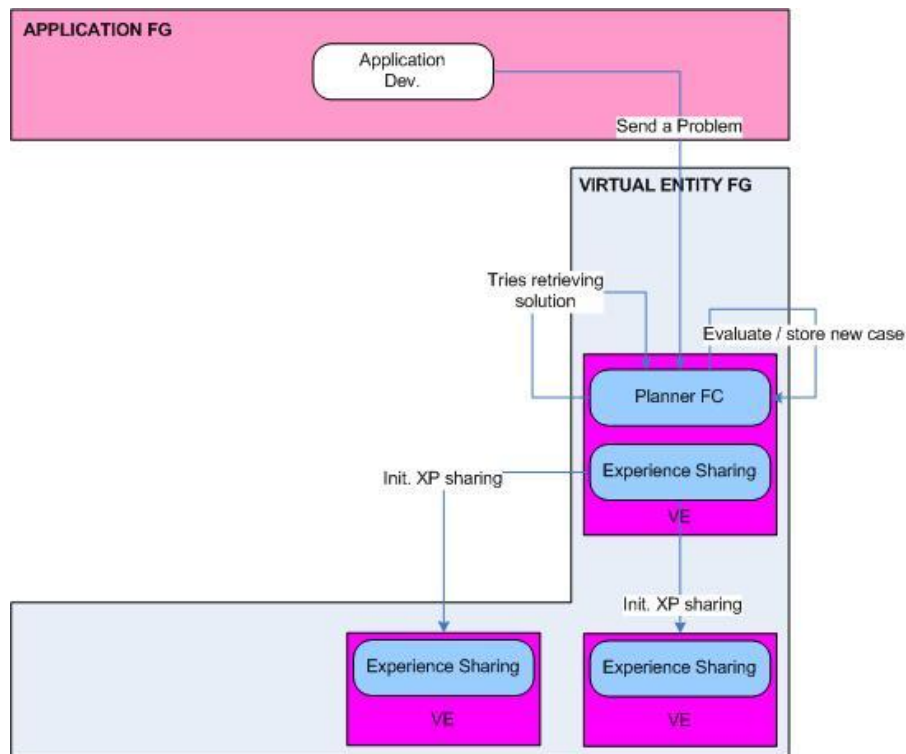 APPLICATION FG
Application
Dev.
Send a Problem
VIRTUAL ENTITY FG
Tries retrieving
solution
Evaluate / store new case
Planner FC
Experience Sharing
Init. XP sharing
VE
Init. XP sharing
Experience Sharing
VE
Experience Sharing
VE